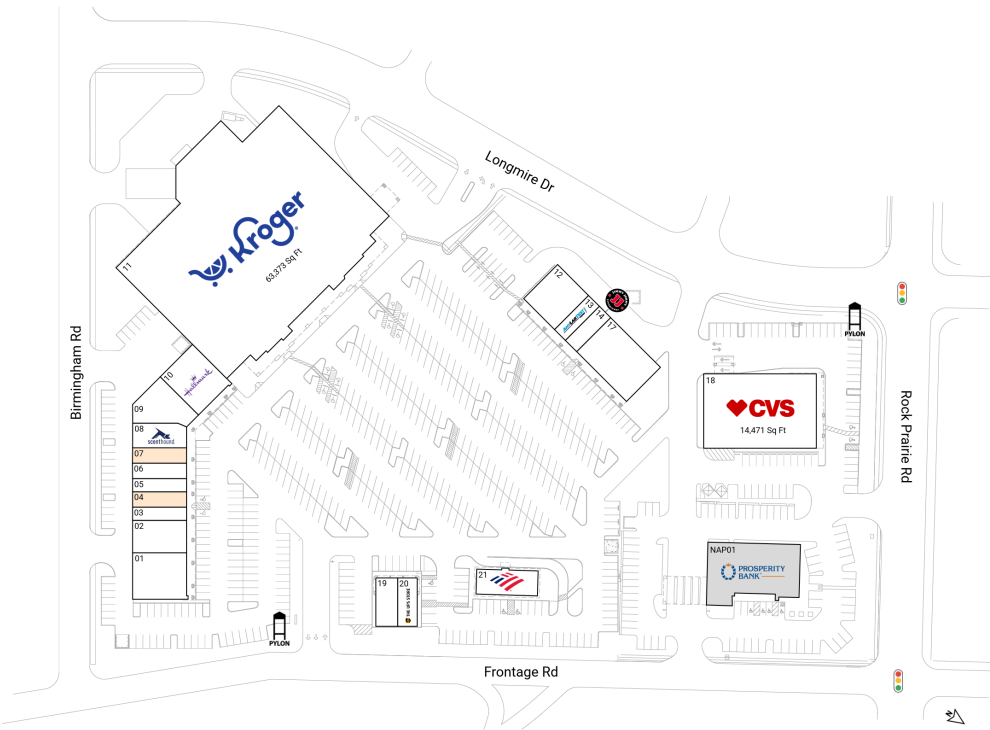 Longmire Dr
Kroger
63,373 Sq Ft
11
12
13
14
17
PYLON
Birmingham Rd
10
Hallmark
09
08
scenthound
07
06
05
04
03
02
01
18
CVS
14,471 Sq Ft
Rock Prairie Rd
NAP01
PROSPERITY
BANK
19
20
THE UPS STORE
21
PYLON
Frontage Rd
N